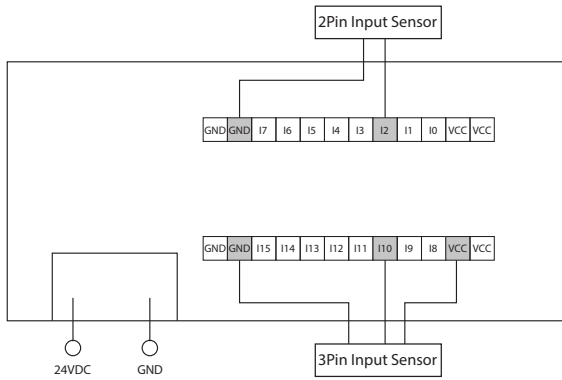 2Pin Input Sensor
GND GND I7 I6 I5 I4 I3 I2 I1 I0 VCC VCC
GND GND I15 I14 I13 I12 I11 I10 I9 I8 VCC VCC
24VDC GND
3Pin Input Sensor